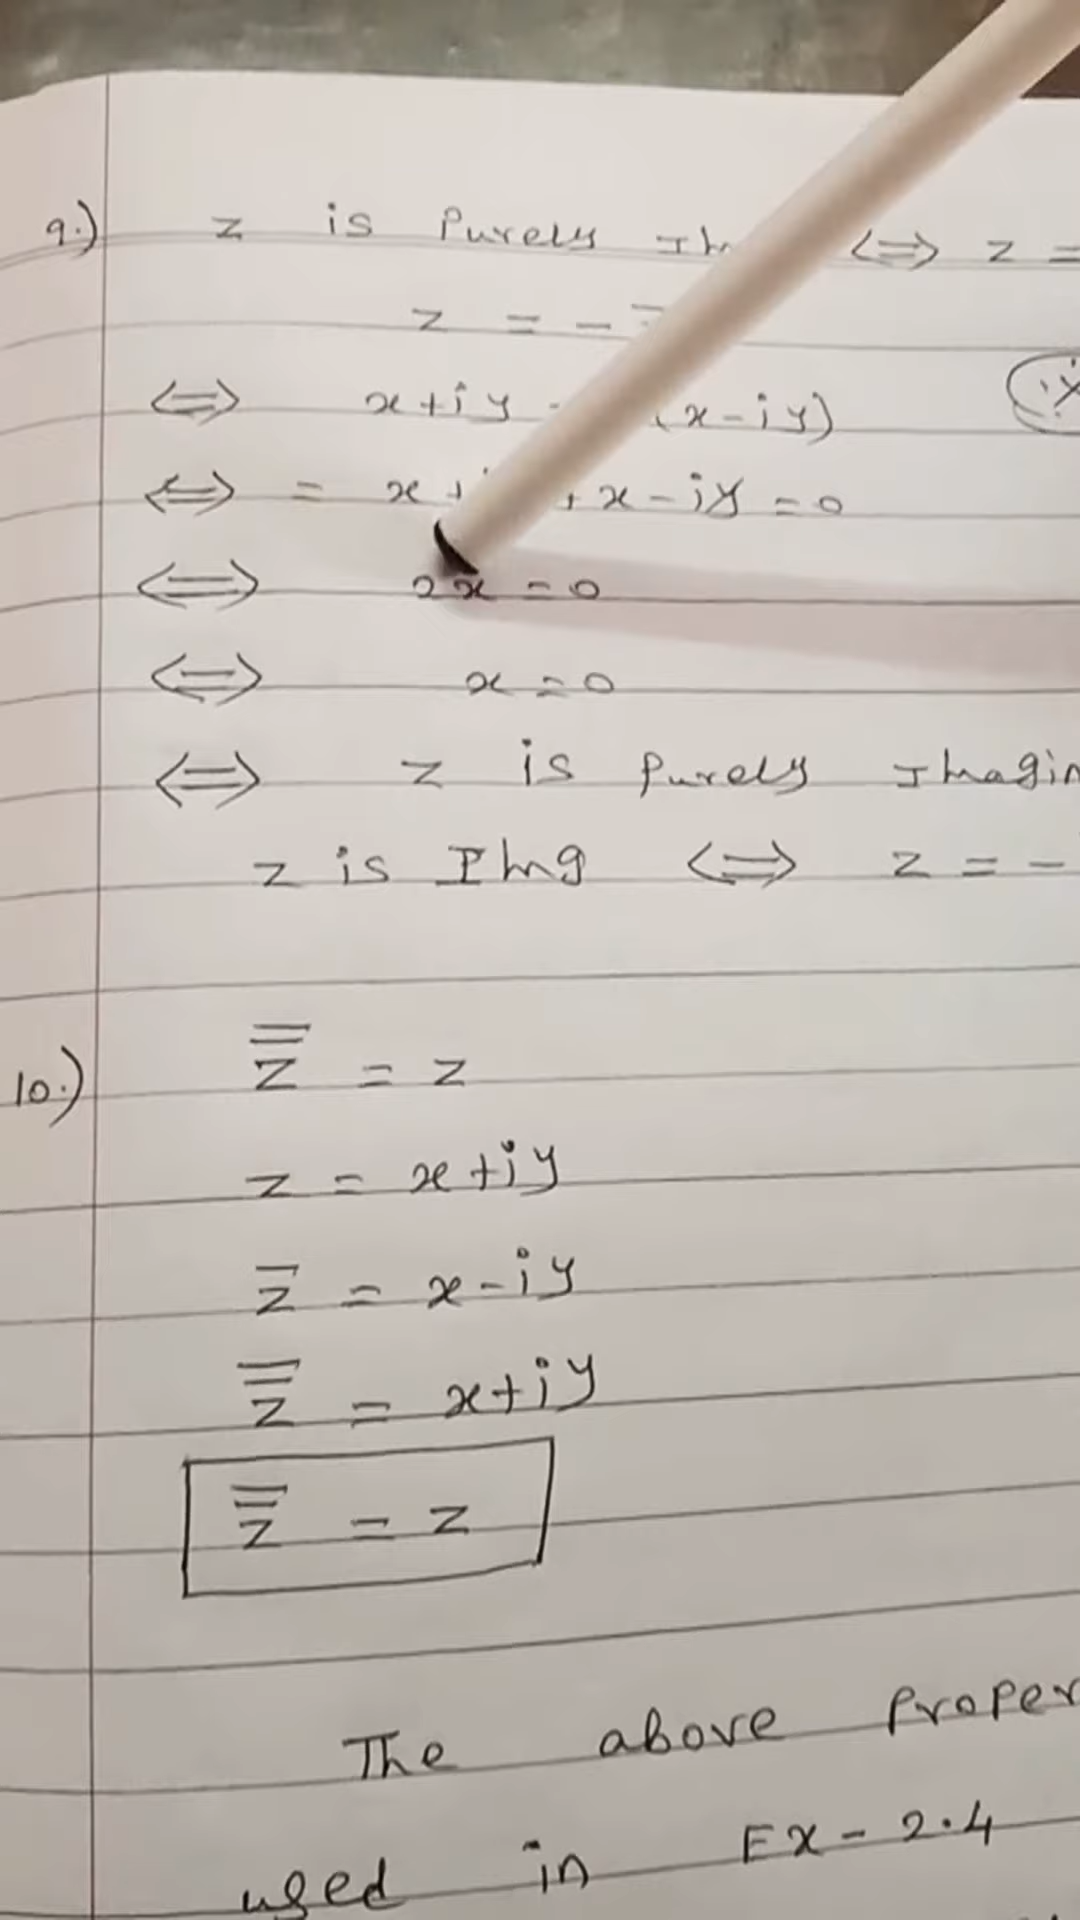 9.) z is Purely Im ⇔ z =
z = -
⇔ x+iy (x-iy)
⇔ = x + x - iy = 0
⇔ 2x = 0
⇔ x = 0
⇔ z is Purely Imagin
z is Img ⇔ z = -
10.) z̿ = z
z = x+iy
z̄ = x-iy
z̿ = x+iy
z̿ = z
The above Proper
used in EX-2.4